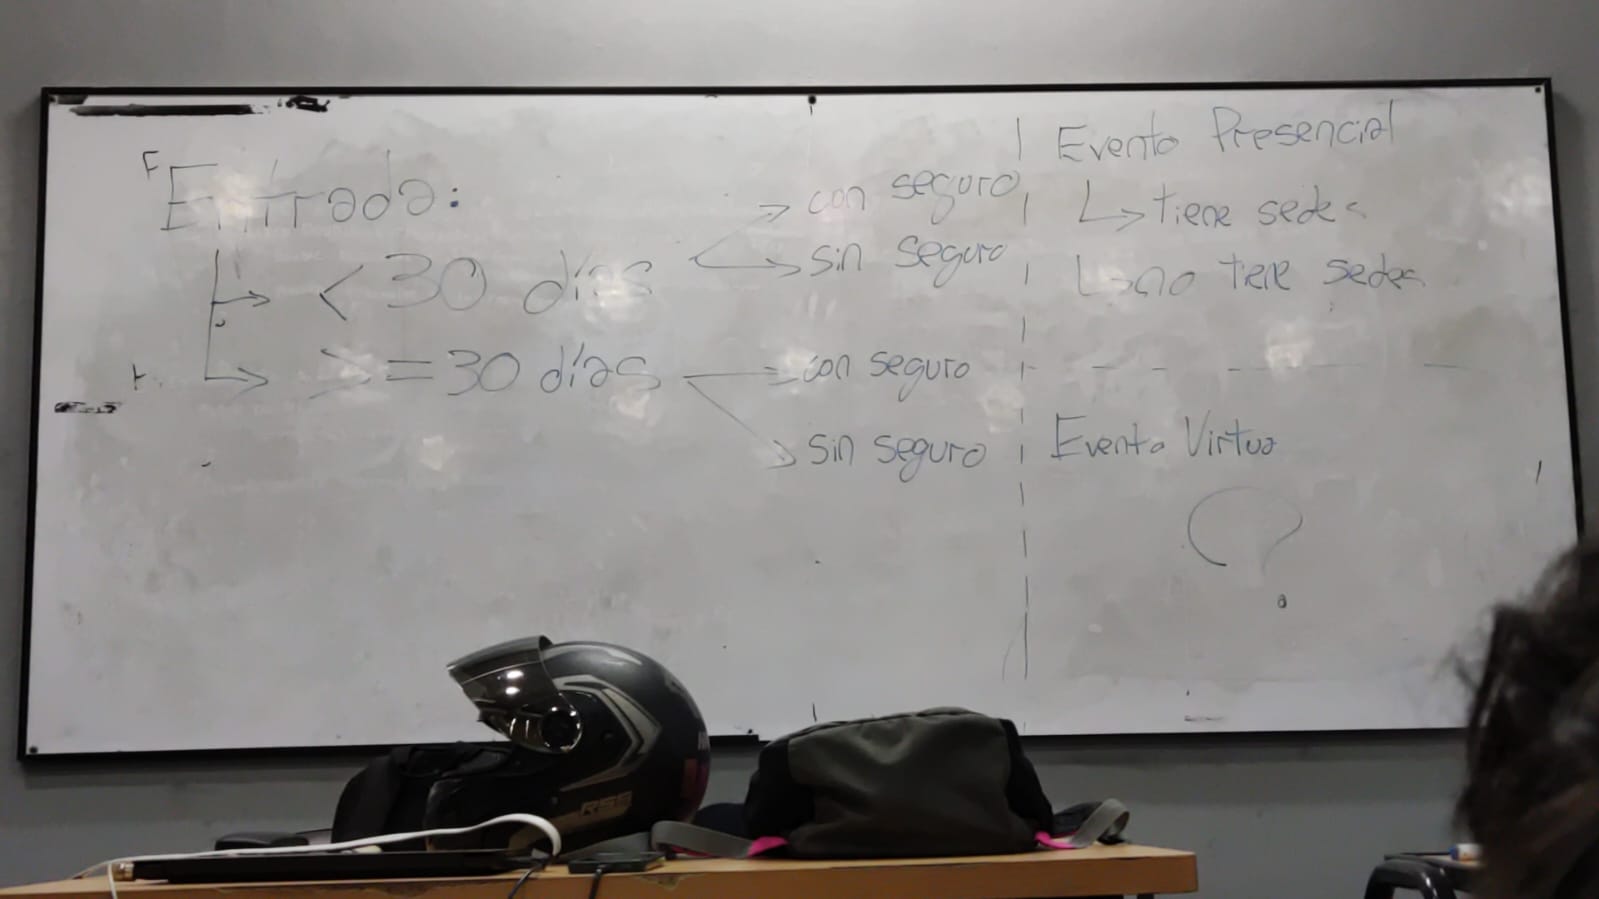 Entrada:
< 30 días
con seguro
sin seguro
>= 30 días
con seguro
sin seguro
Evento Presencial
tiene sedes
no tiene sedes
Evento Virtua
?
RSS